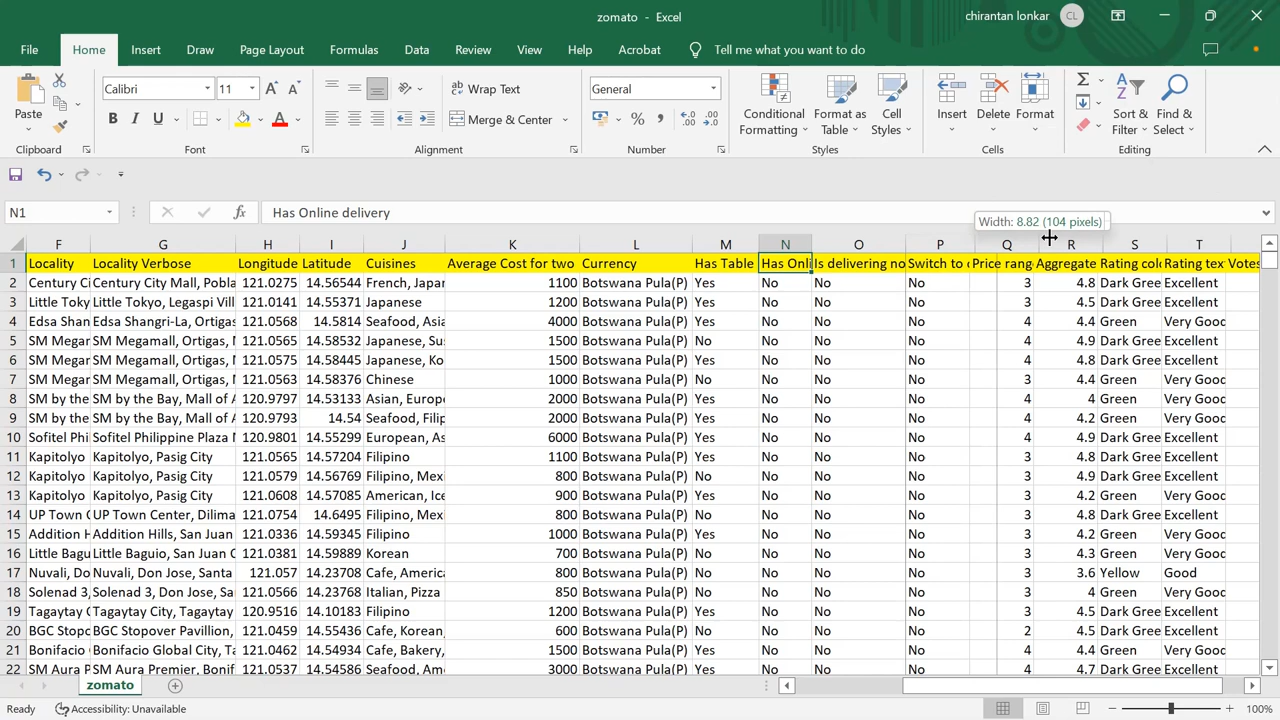 zomato - Excel
chirantan lonkar CL
File Home Insert Draw Page Layout Formulas Data Review View Help Acrobat Tell me what you want to do
Calibri 11 Wrap Text General
Paste Merge & Center Conditional Formatting Format as Table Cell Styles Insert Delete Format Sort & Filter Find & Select
Clipboard Font Alignment Number Styles Cells Editing
N1 Has Online delivery
Width: 8.82 (104 pixels)
F G H I J K L M N O P Q R S T
1 Locality Locality Verbose Longitude Latitude Cuisines Average Cost for two Currency Has Table Has Onli Is delivering no Switch to Price rang Aggregate Rating colo Rating tex Votes
2 Century Ci Century City Mall, Pobla 121.0275 14.56544 French, Japar 1100 Botswana Pula(P) Yes No No No 3 4.8 Dark Gree Excellent
3 Little Toky Little Tokyo, Legaspi Vill 121.0141 14.55371 Japanese 1200 Botswana Pula(P) Yes No No No 3 4.5 Dark Gree Excellent
4 Edsa Shan Edsa Shangri-La, Ortigas 121.0568 14.5814 Seafood, Asia 4000 Botswana Pula(P) Yes No No No 4 4.4 Green Very Good
5 SM Megar SM Megamall, Ortigas, 121.0565 14.58532 Japanese, Sus 1500 Botswana Pula(P) No No No No 4 4.9 Dark Gree Excellent
6 SM Megar SM Megamall, Ortigas, 121.0576 14.58445 Japanese, Ko 1500 Botswana Pula(P) Yes No No No 4 4.8 Dark Gree Excellent
7 SM Megar SM Megamall, Ortigas, 121.0563 14.58376 Chinese 1000 Botswana Pula(P) No No No No 3 4.4 Green Very Good
8 SM by the SM by the Bay, Mall of 120.9797 14.53133 Asian, Europe 2000 Botswana Pula(P) Yes No No No 4 4 Green Very Good
9 SM by the SM by the Bay, Mall of 120.9793 14.54 Seafood, Filip 2000 Botswana Pula(P) Yes No No No 4 4.2 Green Very Good
10 Sofitel Phi Sofitel Philippine Plaza 120.9801 14.55299 European, As 6000 Botswana Pula(P) Yes No No No 4 4.9 Dark Gree Excellent
11 Kapitolyo Kapitolyo, Pasig City 121.0565 14.57204 Filipino 1100 Botswana Pula(P) Yes No No No 3 4.8 Dark Gree Excellent
12 Kapitolyo Kapitolyo, Pasig City 121.0579 14.56769 Filipino, Mex 800 Botswana Pula(P) No No No No 3 4.9 Dark Gree Excellent
13 Kapitolyo Kapitolyo, Pasig City 121.0608 14.57085 American, Ice 900 Botswana Pula(P) Yes No No No 3 4.2 Green Very Good
14 UP Town UP Town Center, Dilima 121.0754 14.6495 Filipino, Mex 800 Botswana Pula(P) No No No No 3 4.8 Dark Gree Excellent
15 Addition H Addition Hills, San Juan 121.0336 14.59345 Filipino 1000 Botswana Pula(P) Yes No No No 3 4.2 Green Very Good
16 Little Bagu Little Baguio, San Juan 121.0381 14.59889 Korean 700 Botswana Pula(P) No No No No 3 4.3 Green Very Good
17 Nuvali, Do Nuvali, Don Jose, Santa 121.057 14.23708 Cafe, America 800 Botswana Pula(P) No No No No 3 3.6 Yellow Good
18 Solenad 3, Solenad 3, Don Jose, Sa 121.0568 14.23768 Italian, Pizza 850 Botswana Pula(P) No No No No 3 4 Green Very Good
19 Tagaytay Tagaytay City, Tagaytay 120.9516 14.10183 Filipino 1200 Botswana Pula(P) Yes No No No 3 4.5 Dark Gree Excellent
20 BGC Stopo BGC Stopover Pavillion, 121.0459 14.55436 Cafe, Korean, 600 Botswana Pula(P) No No No No 2 4.5 Dark Gree Excellent
21 Bonifacio Bonifacio Global City, Ta 121.0462 14.54934 Cafe, Bakery, 1500 Botswana Pula(P) Yes No No No 4 4.4 Green Very Good
22 SM Aura P SM Aura Premier, Bonif 121.0537 14.54586 Seafood, Ame 3000 Botswana Pula(P) Yes No No No 4 4.7 Dark Gree Excellent
zomato
Ready Accessibility: Unavailable 100%